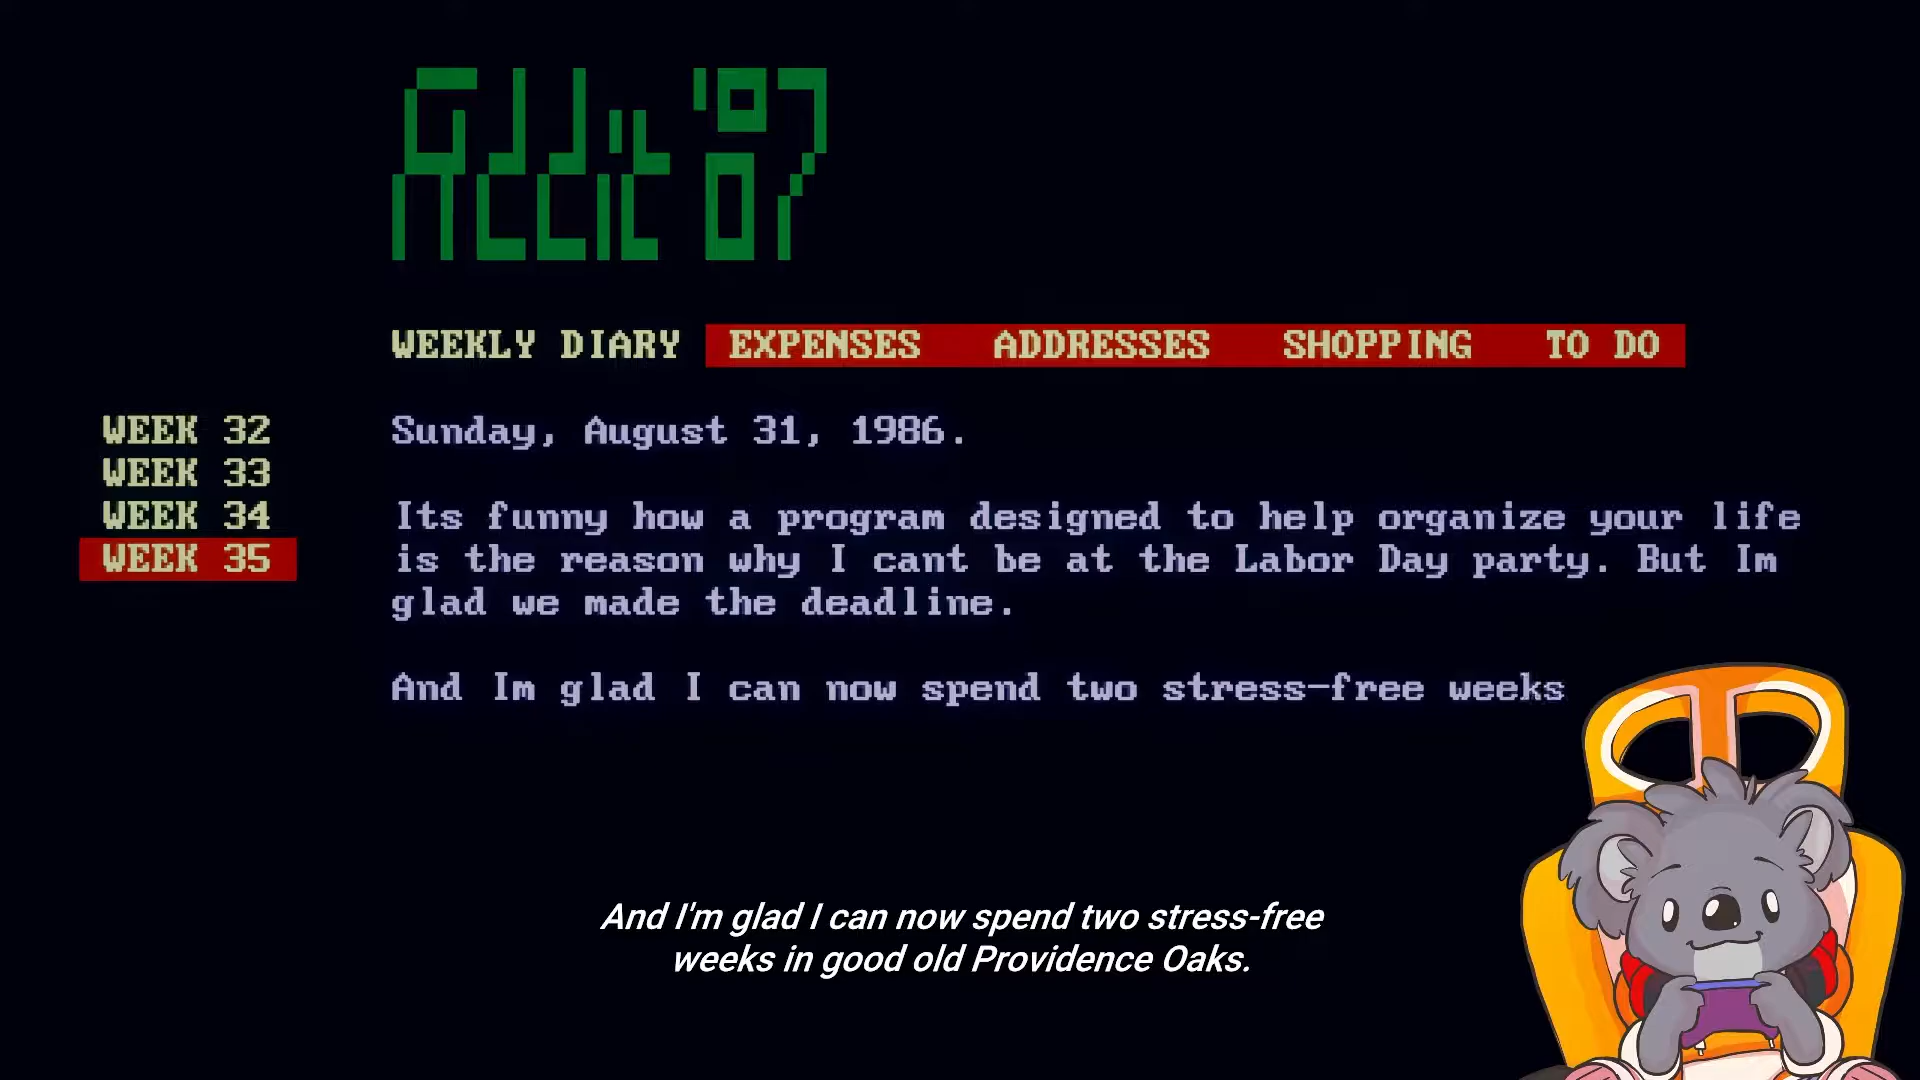 Addit '87
WEEKLY DIARY EXPENSES ADDRESSES SHOPPING TO DO
WEEK 32
WEEK 33
WEEK 34
WEEK 35
Sunday, August 31, 1986.
Its funny how a program designed to help organize your life
is the reason why I cant be at the Labor Day party. But Im
glad we made the deadline.
And Im glad I can now spend two stress-free weeks
And I'm glad I can now spend two stress-free
weeks in good old Providence Oaks.